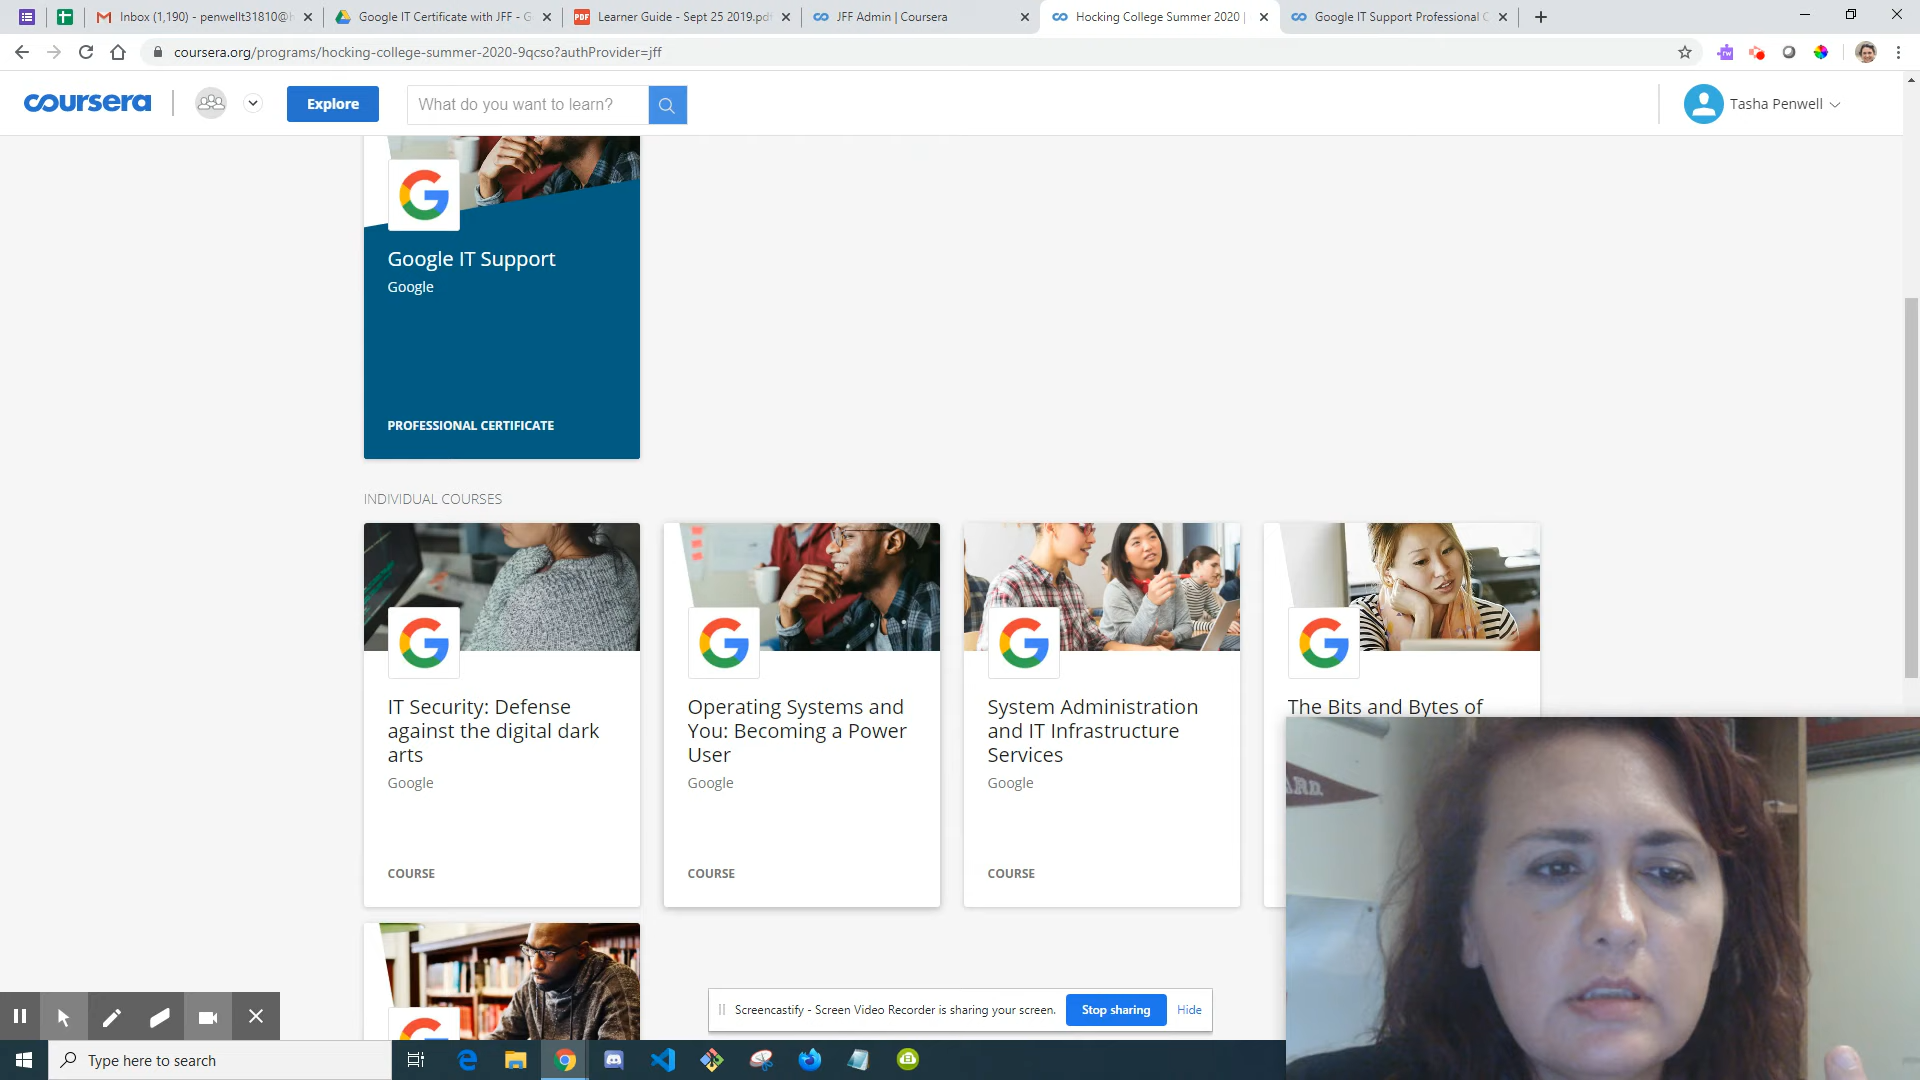 Inbox (1,190) - penwellt31810@
Google IT Certificate with JFF - G
PDF
Learner Guide - Sept 25 2019.pd
JFF Admin | Coursera
Hocking College Summer 2020 |
Google IT Support Professional C
coursera.org/programs/hocking-college-summer-2020-9qcso?authProvider=jff
coursera
Explore
What do you want to learn?
Tasha Penwell
Google IT Support
Google
PROFESSIONAL CERTIFICATE
INDIVIDUAL COURSES
IT Security: Defense
against the digital dark
arts
Google
COURSE
Operating Systems and
You: Becoming a Power
User
Google
COURSE
System Administration
and IT Infrastructure
Services
Google
COURSE
The Bits and Bytes of
Screencastify - Screen Video Recorder is sharing your screen.
Stop sharing
Hide
Type here to search